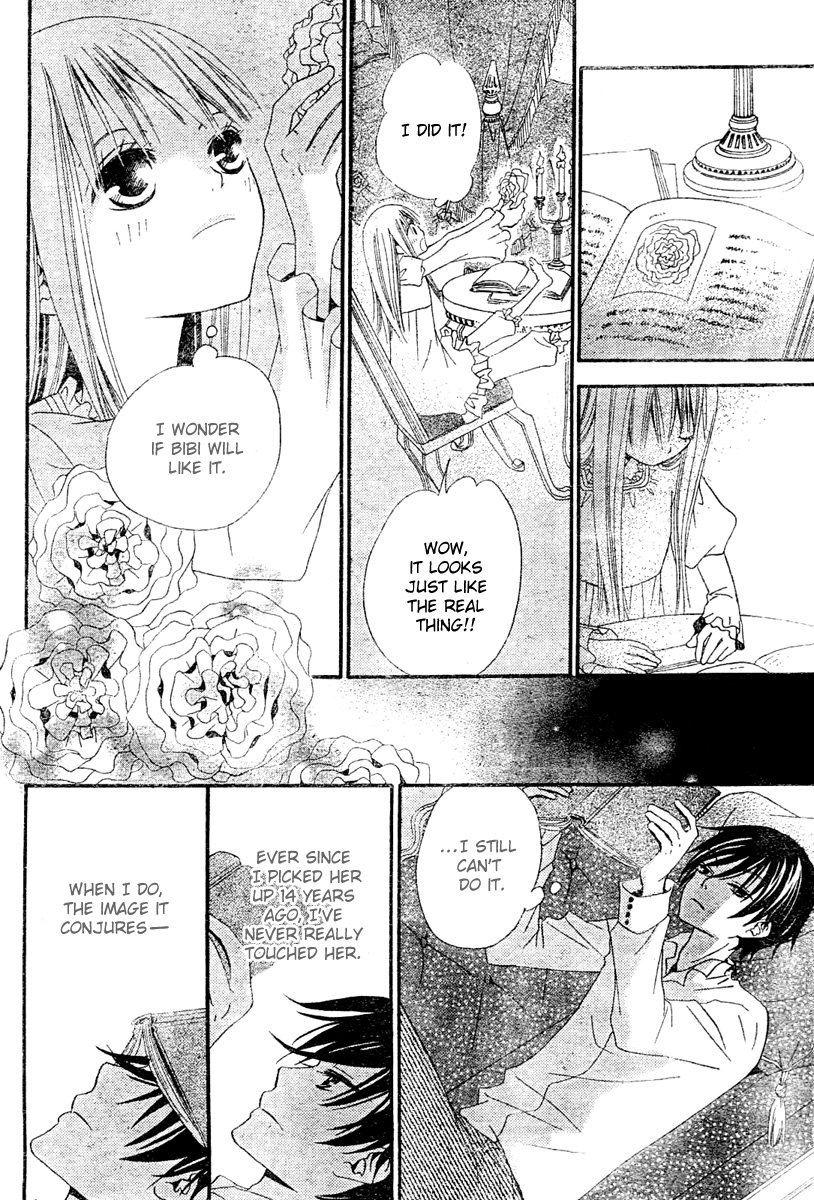 I DID IT!
WOW,
IT LOOKS
JUST LIKE
THE REAL
THING!!
I WONDER
IF BIBI WILL
LIKE IT.
...I STILL
CAN'T
DO IT.
EVER SINCE
I PICKED HER
UP 14 YEARS
AGO, I'VE
NEVER REALLY
TOUCHED HER.
WHEN I DO,
THE IMAGE IT
CONJURES—